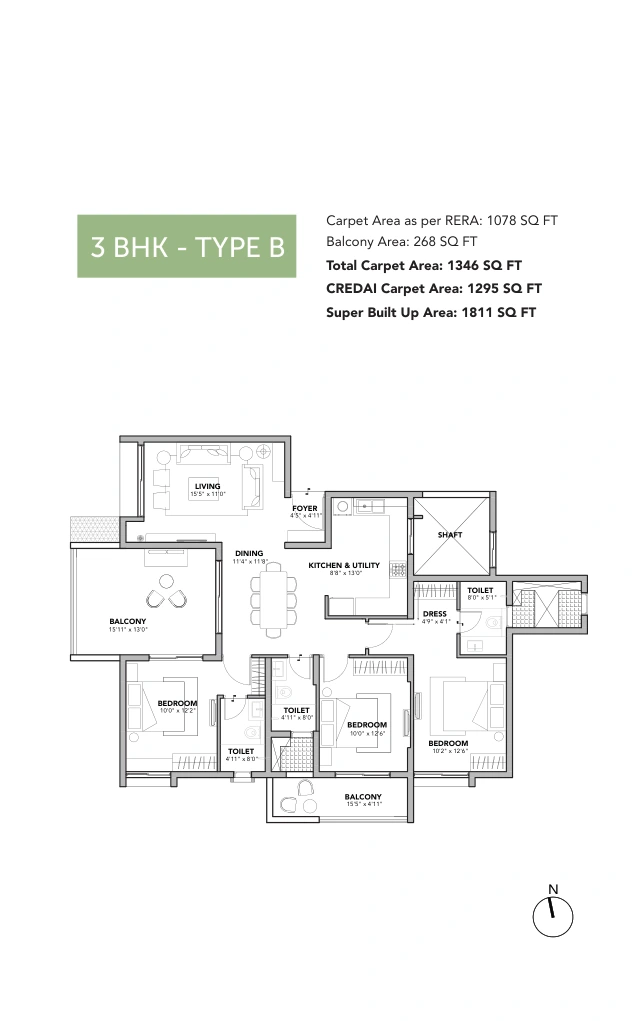 3 BHK - TYPE B
Carpet Area as per RERA: 1078 SQ FT
Balcony Area: 268 SQ FT
Total Carpet Area: 1346 SQ FT
CREDAI Carpet Area: 1295 SQ FT
Super Built Up Area: 1811 SQ FT
LIVING
15'5" x 11'0"
FOYER
4'5" x 4'11"
SHAFT
DINING
11'4" x 11'8"
KITCHEN & UTILITY
8'8" x 13'0"
TOILET
8'0" x 5'1"
DRESS
4'9" x 4'1"
BALCONY
15'11" x 13'0"
BEDROOM
10'0" x 12'2"
TOILET
4'11" x 8'0"
BEDROOM
10'0" x 12'6"
BEDROOM
10'2" x 12'6"
TOILET
4'11" x 8'0"
BALCONY
15'5" x 4'11"
N